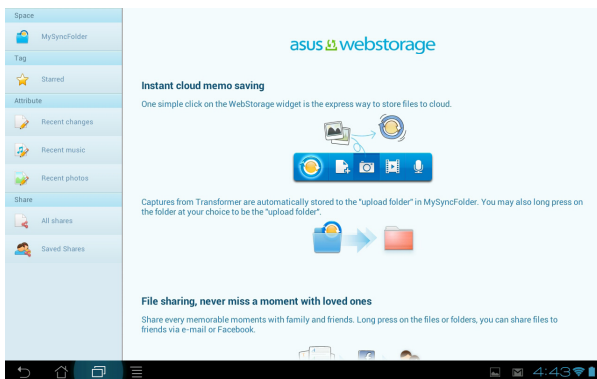 Space
MySyncFolder
Tag
Starred
Attribute
Recent changes
Recent music
Recent photos
Share
All shares
Saved Shares
asus webstorage
Instant cloud memo saving
One simple click on the WebStorage widget is the express way to store files to cloud.
Captures from Transformer are automatically stored to the "upload folder" in MySyncFolder. You may also long press on
the folder at your choice to be the "upload folder".
File sharing, never miss a moment with loved ones
Share every memorable moments with family and friends. Long press on the files or folders, you can share files to
friends via e-mail or Facebook.
4:43